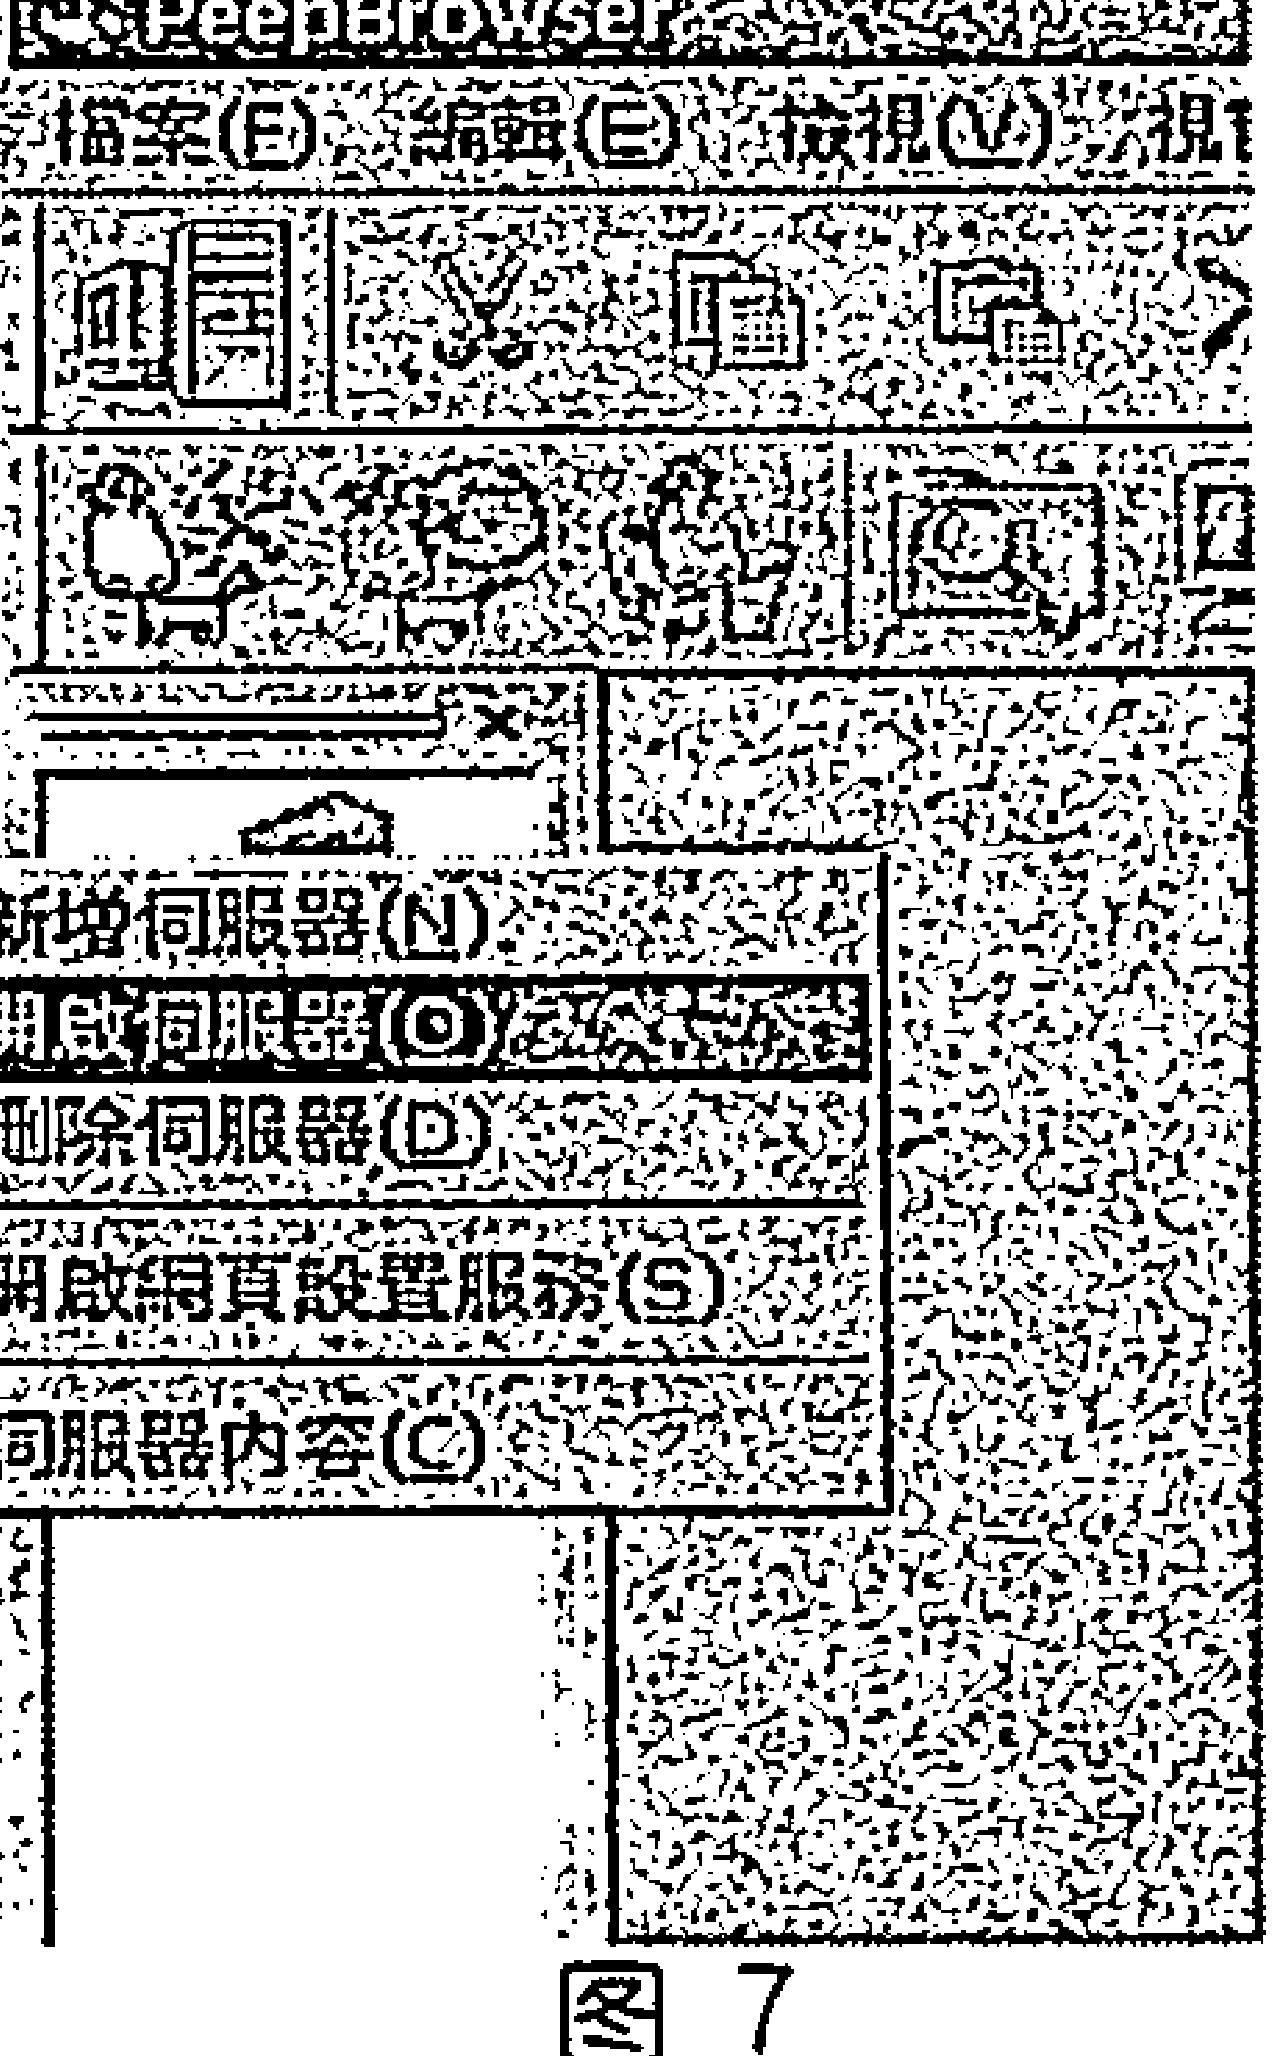 PeepBrowser
檔案(F) 編輯(E) 檢視(V) 視
新增伺服器(N)
開啟伺服器(O)
刪除伺服器(D)
開啟網頁設置服務(S)
伺服器內容(C)
图 7